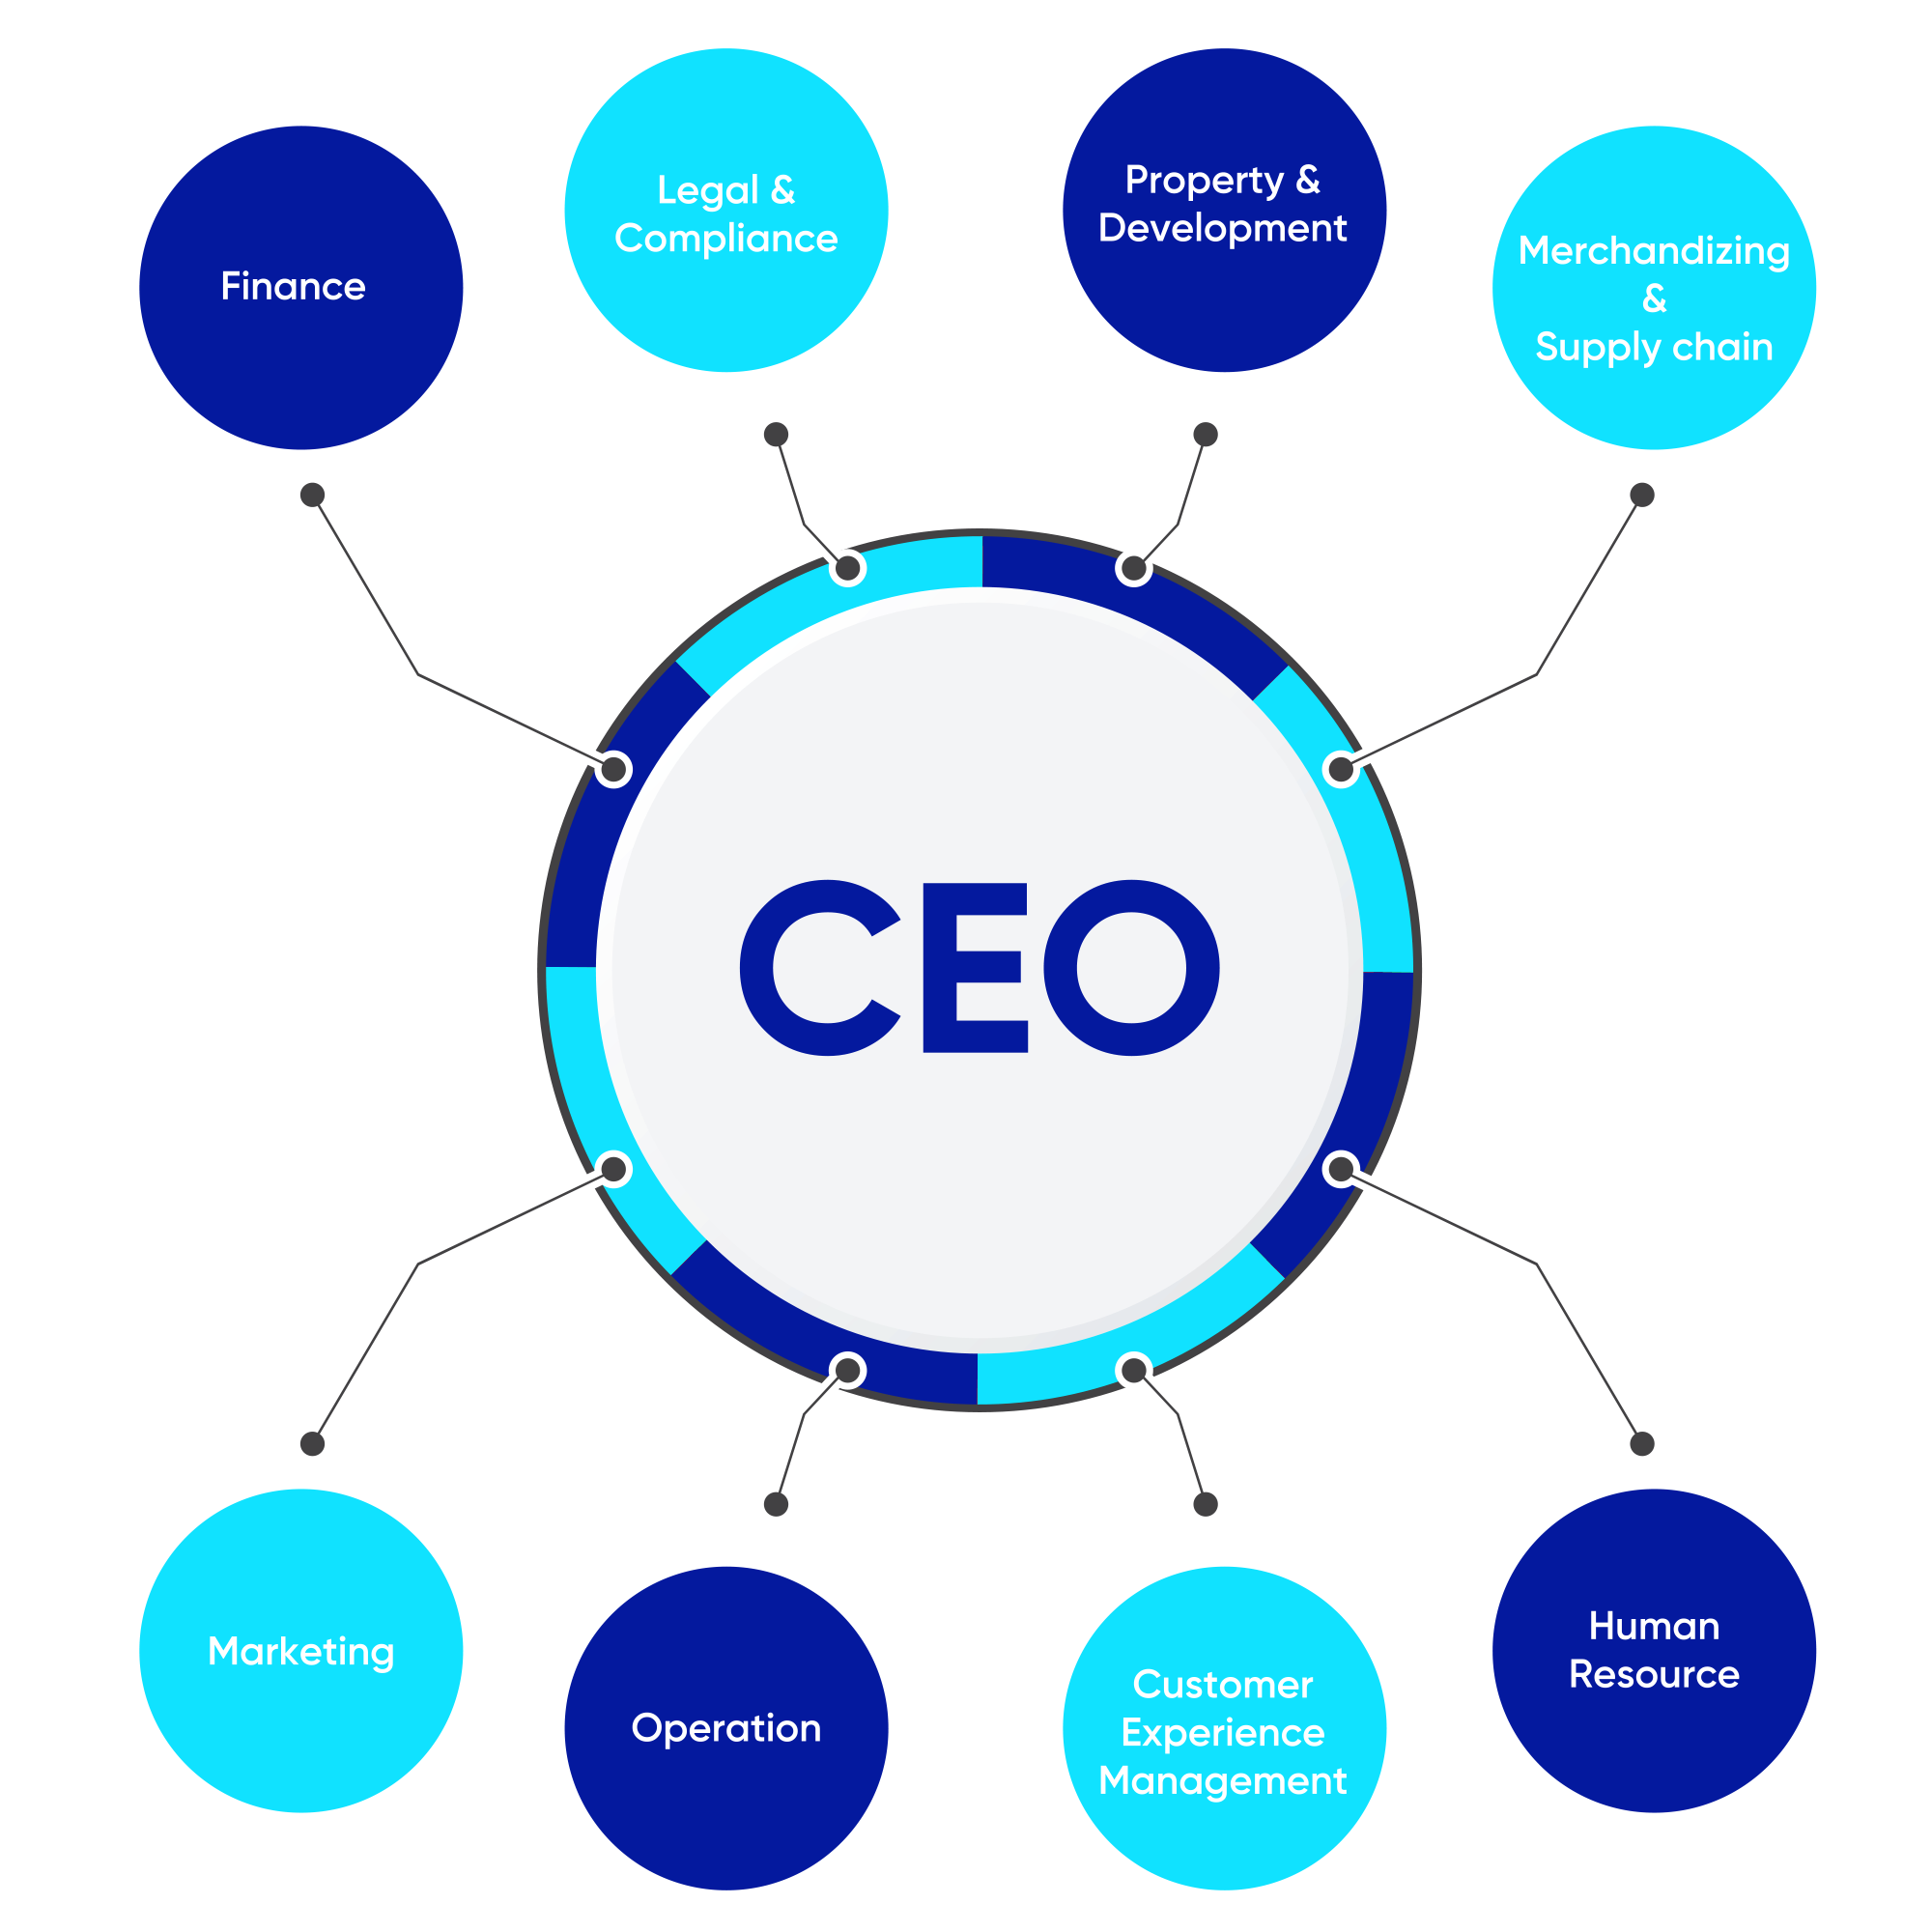 Finance
Legal &
Compliance
Property &
Development
Merchandizing
&
Supply chain
CEO
Marketing
Operation
Customer
Experience
Management
Human
Resource